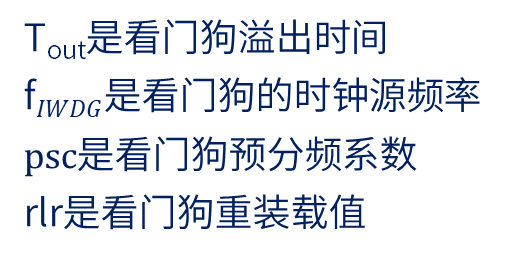 Tout是看门狗溢出时间
fIWDG是看门狗的时钟源频率
psc是看门狗预分频系数
rlr是看门狗重装载值